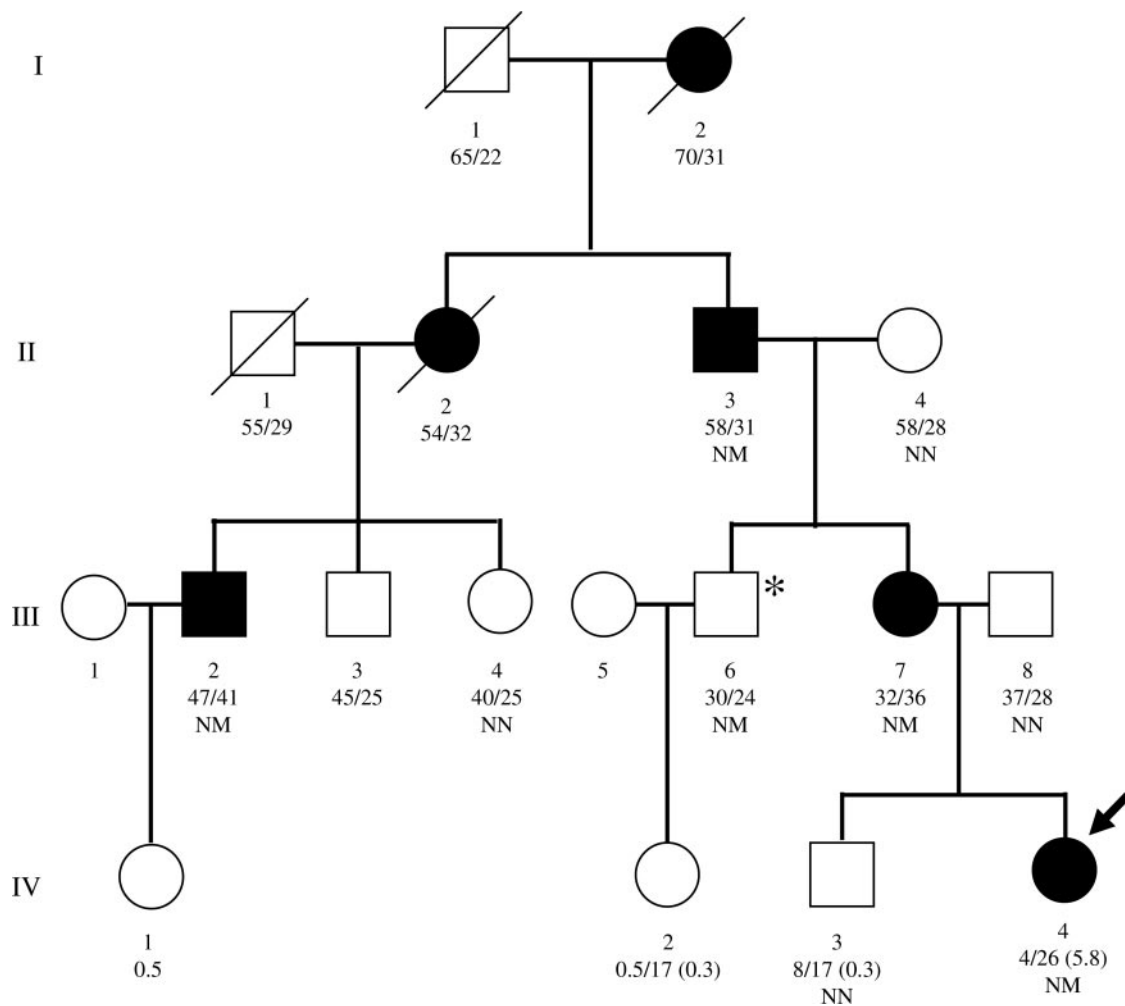 I
1 2
65/22 70/31
II
1 2 3 4
55/29 54/32 58/31 58/28
NM NN
III
*
1 2 3 4 5 6 7 8
47/41 45/25 40/25 30/24 32/36 37/28
NM NN NM NM NN
IV
1 2 3 4
0.5 0.5/17 (0.3) 8/17 (0.3) 4/26 (5.8)
NN NM